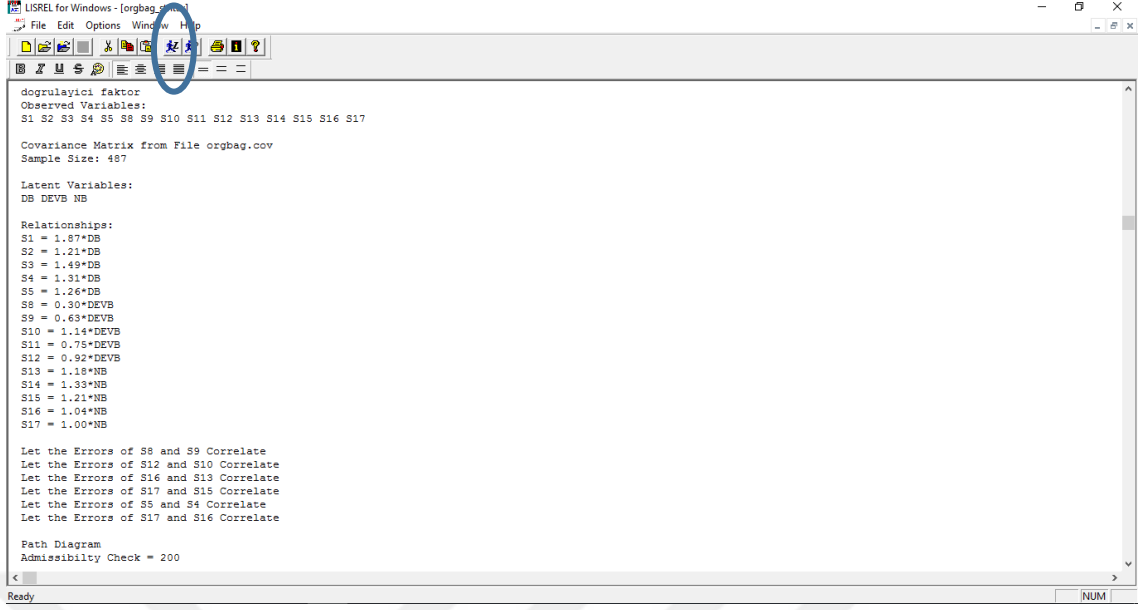 LISREL for Windows - [orgbag_
File Edit Options Window Help
B I U S
dogrulayici faktor
Observed Variables:
S1 S2 S3 S4 S5 S8 S9 S10 S11 S12 S13 S14 S15 S16 S17
Covariance Matrix from File orgbag.cov
Sample Size: 487
Latent Variables:
DB DEVB NB
Relationships:
S1 = 1.87*DB
S2 = 1.21*DB
S3 = 1.49*DB
S4 = 1.31*DB
S5 = 1.26*DB
S8 = 0.30*DEVB
S9 = 0.63*DEVB
S10 = 1.14*DEVB
S11 = 0.75*DEVB
S12 = 0.92*DEVB
S13 = 1.18*NB
S14 = 1.33*NB
S15 = 1.21*NB
S16 = 1.04*NB
S17 = 1.00*NB
Let the Errors of S8 and S9 Correlate
Let the Errors of S12 and S10 Correlate
Let the Errors of S16 and S13 Correlate
Let the Errors of S17 and S15 Correlate
Let the Errors of S5 and S4 Correlate
Let the Errors of S17 and S16 Correlate
Path Diagram
Admissibilty Check = 200
Ready NUM